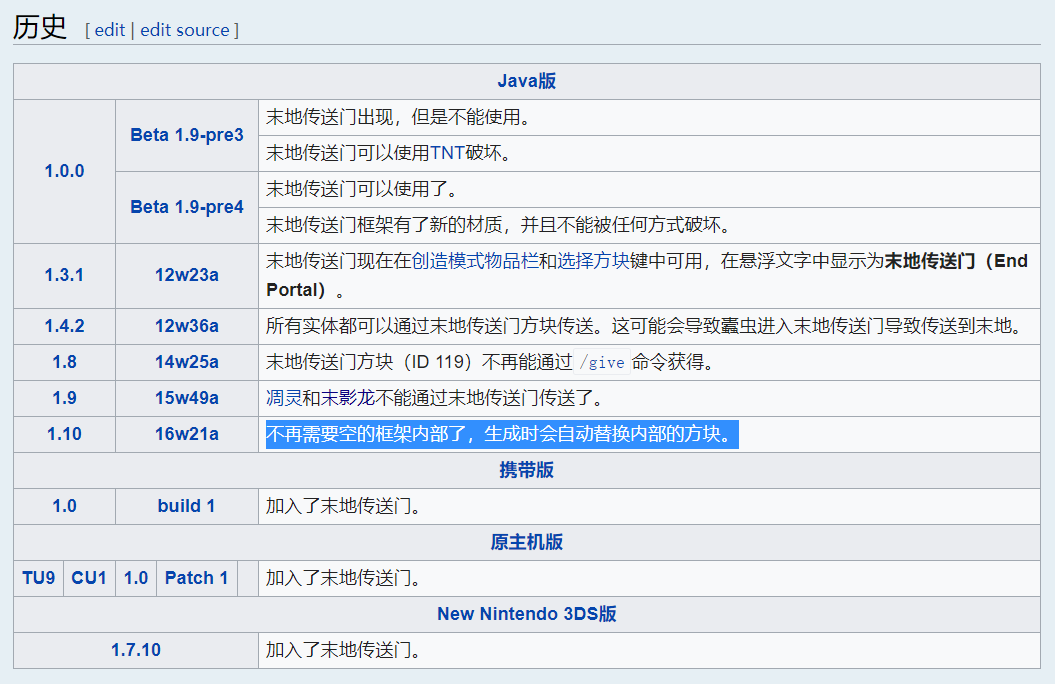 历史 [ edit | edit source ]
Java版
1.0.0
Beta 1.9-pre3
末地传送门出现，但是不能使用。
末地传送门可以使用TNT破坏。
Beta 1.9-pre4
末地传送门可以使用了。
末地传送门框架有了新的材质，并且不能被任何方式破坏。
1.3.1
12w23a
末地传送门现在在创造模式物品栏和选择方块键中可用，在悬浮文字中显示为末地传送门（End
Portal）。
1.4.2
12w36a
所有实体都可以通过末地传送门方块传送。这可能会导致蠹虫进入末地传送门导致传送到末地。
1.8
14w25a
末地传送门方块（ID 119）不再能通过 /give 命令获得。
1.9
15w49a
凋灵和末影龙不能通过末地传送门传送了。
1.10
16w21a
不再需要空的框架内部了，生成时会自动替换内部的方块。
携带版
1.0
build 1
加入了末地传送门。
原主机版
TU9 CU1 1.0 Patch 1
加入了末地传送门。
New Nintendo 3DS版
1.7.10
加入了末地传送门。